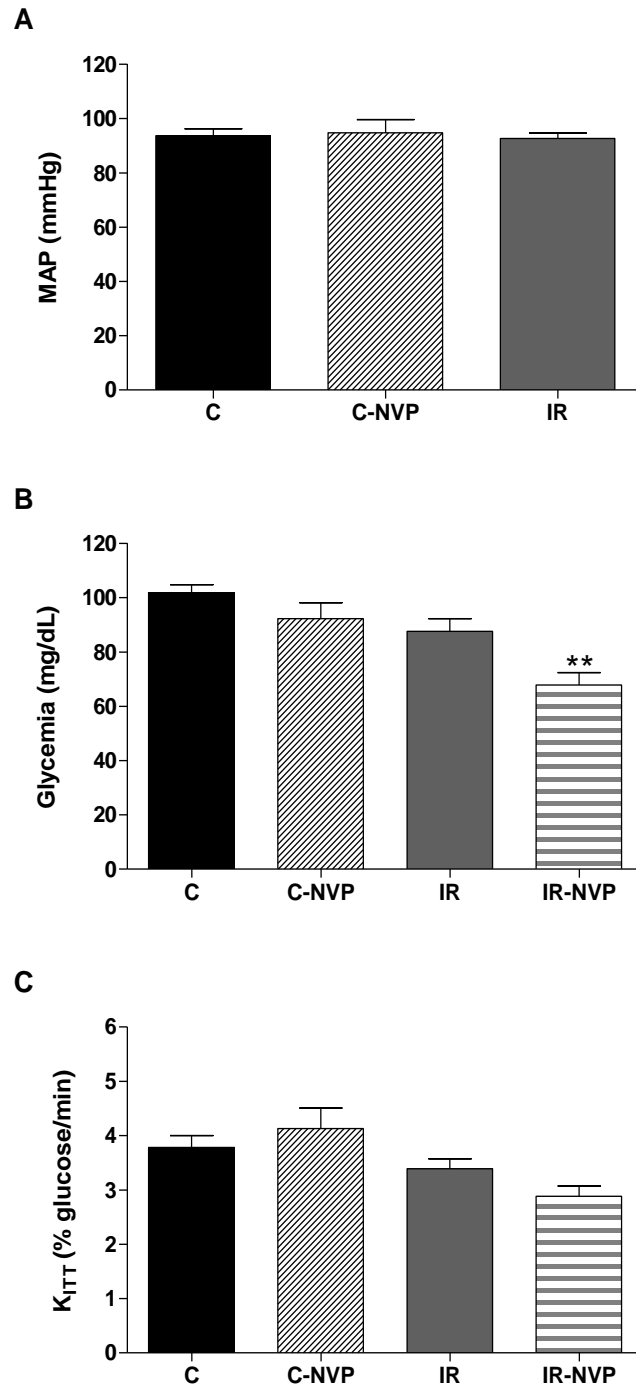 A
120
100
80
60
40
20
0
MAP (mmHg)
C C-NVP IR
B
120
100
80
60
40
20
0
Glycemia (mg/dL)
**
C C-NVP IR IR-NVP
C
6
5
4
3
2
1
0
KITT (% glucose/min)
C C-NVP IR IR-NVP